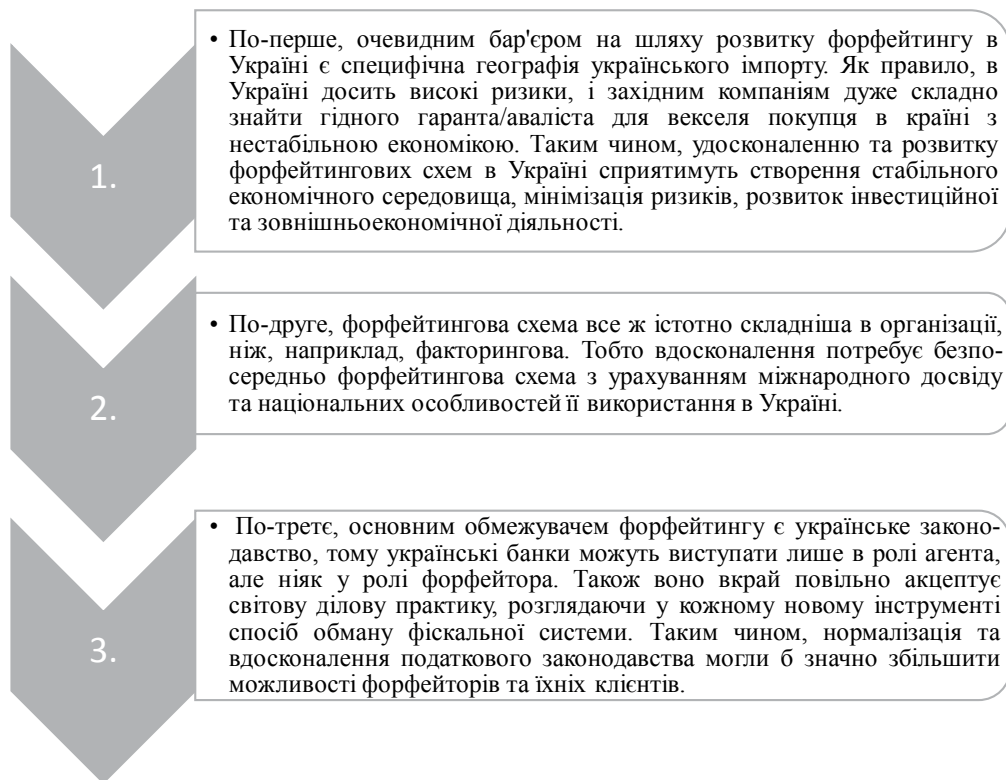 1.
• По-перше, очевидним бар'єром на шляху розвитку форфейтингу в
Україні є специфічна географія українського імпорту. Як правило, в
Україні досить високі ризики, і західним компаніям дуже складно
знайти гідного гаранта/аваліста для векселя покупця в країні з
нестабільною економікою. Таким чином, удосконаленню та розвитку
форфейтингових схем в Україні сприятимуть створення стабільного
економічного середовища, мінімізація ризиків, розвиток інвестиційної
та зовнішньоекономічної діяльності.
2.
• По-друге, форфейтингова схема все ж істотно складніша в організації,
ніж, наприклад, факторингова. Тобто вдосконалення потребує безпо-
середньо форфейтингова схема з урахуванням міжнародного досвіду
та національних особливостей її використання в Україні.
3.
• По-третє, основним обмежувачем форфейтингу є українське законо-
давство, тому українські банки можуть виступати лише в ролі агента,
але ніяк у ролі форфейтора. Також воно вкрай повільно акцептує
світову ділову практику, розглядаючи у кожному новому інструменті
спосіб обману фіскальної системи. Таким чином, нормалізація та
вдосконалення податкового законодавства могли б значно збільшити
можливості форфейторів та їхніх клієнтів.